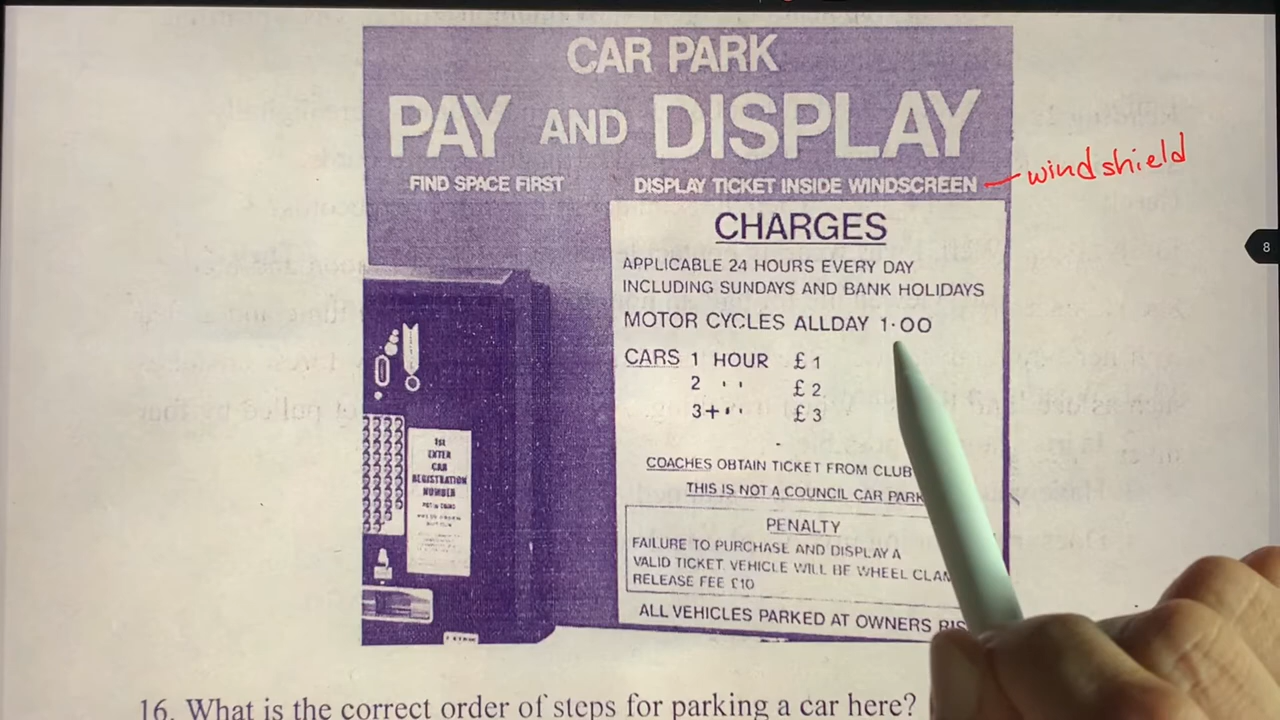 CAR PARK
PAY AND DISPLAY
FIND SPACE FIRST
DISPLAY TICKET INSIDE WINDSCREEN
windshield
CHARGES
APPLICABLE 24 HOURS EVERY DAY
INCLUDING SUNDAYS AND BANK HOLIDAYS
MOTOR CYCLES ALLDAY 1·00
CARS 1 HOUR £1
2 '' £2
3+ '' £3
COACHES OBTAIN TICKET FROM CLUB
THIS IS NOT A COUNCIL CAR PARK
PENALTY
FAILURE TO PURCHASE AND DISPLAY A
VALID TICKET VEHICLE WILL BE WHEEL
RELEASE FEE £10
ALL VEHICLES PARKED AT OWNERS
1st
ENTER
CAR
REGISTRATION
NUMBER
8
16. What is the correct order of steps for parking a car here?